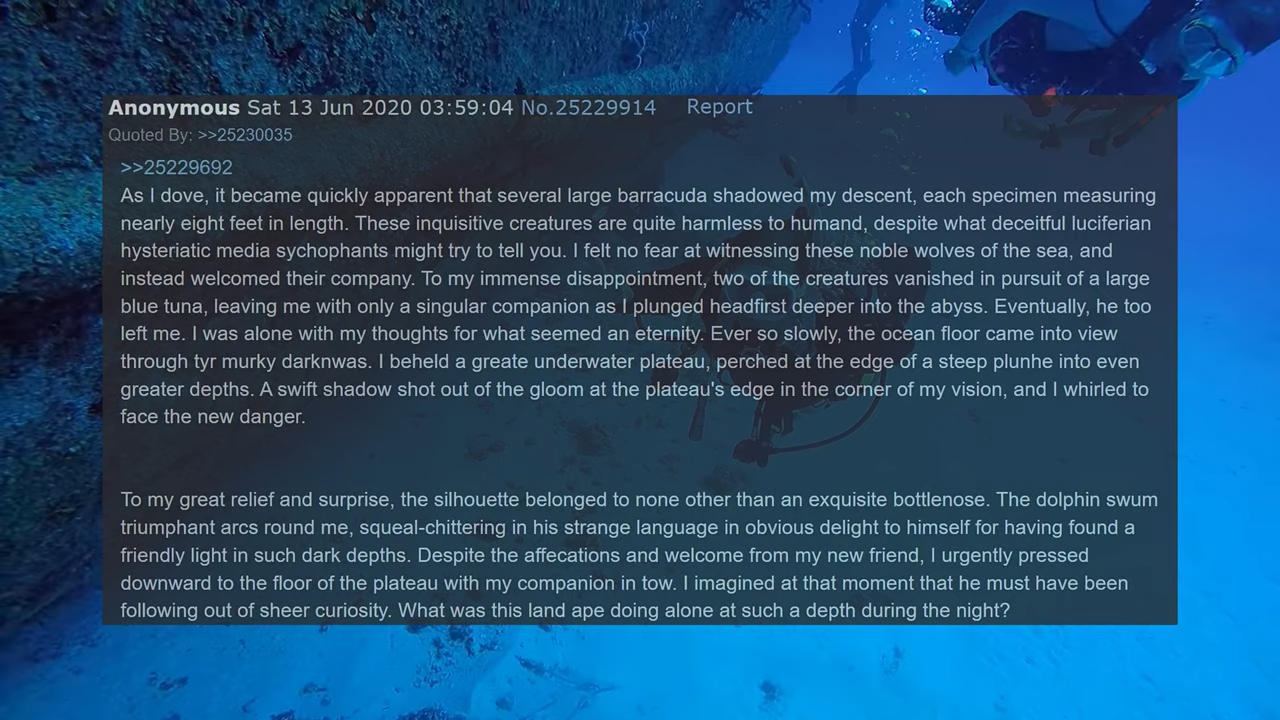 Anonymous Sat 13 Jun 2020 03:59:04 No.25229914 Report
Quoted By: >>25230035
>>25229692
As I dove, it became quickly apparent that several large barracuda shadowed my descent, each specimen measuring
nearly eight feet in length. These inquisitive creatures are quite harmless to humand, despite what deceitful luciferian
hysteriatic media sychophants might try to tell you. I felt no fear at witnessing these noble wolves of the sea, and
instead welcomed their company. To my immense disappointment, two of the creatures vanished in pursuit of a large
blue tuna, leaving me with only a singular companion as I plunged headfirst deeper into the abyss. Eventually, he too
left me. I was alone with my thoughts for what seemed an eternity. Ever so slowly, the ocean floor came into view
through tyr murky darknwas. I beheld a greate underwater plateau, perched at the edge of a steep plunhe into even
greater depths. A swift shadow shot out of the gloom at the plateau's edge in the corner of my vision, and I whirled to
face the new danger.
To my great relief and surprise, the silhouette belonged to none other than an exquisite bottlenose. The dolphin swum
triumphant arcs round me, squeal-chittering in his strange language in obvious delight to himself for having found a
friendly light in such dark depths. Despite the affecations and welcome from my new friend, I urgently pressed
downward to the floor of the plateau with my companion in tow. I imagined at that moment that he must have been
following out of sheer curiosity. What was this land ape doing alone at such a depth during the night?